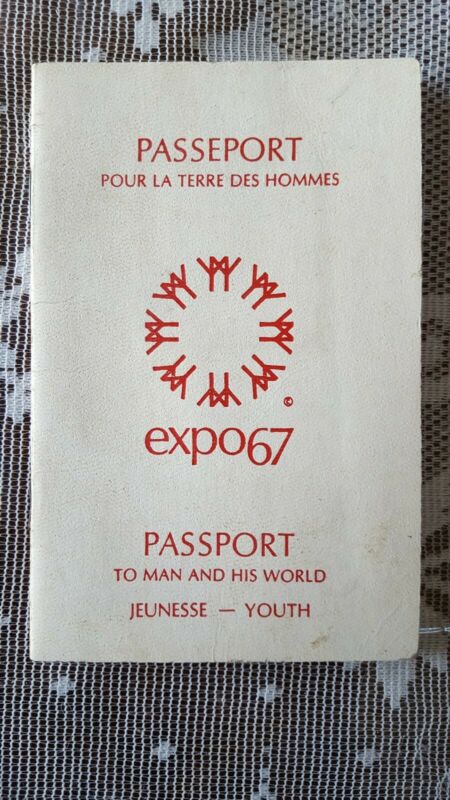 PASSEPORT
POUR LA TERRE DES HOMMES
©
expo67
PASSPORT
TO MAN AND HIS WORLD
JEUNESSE — YOUTH